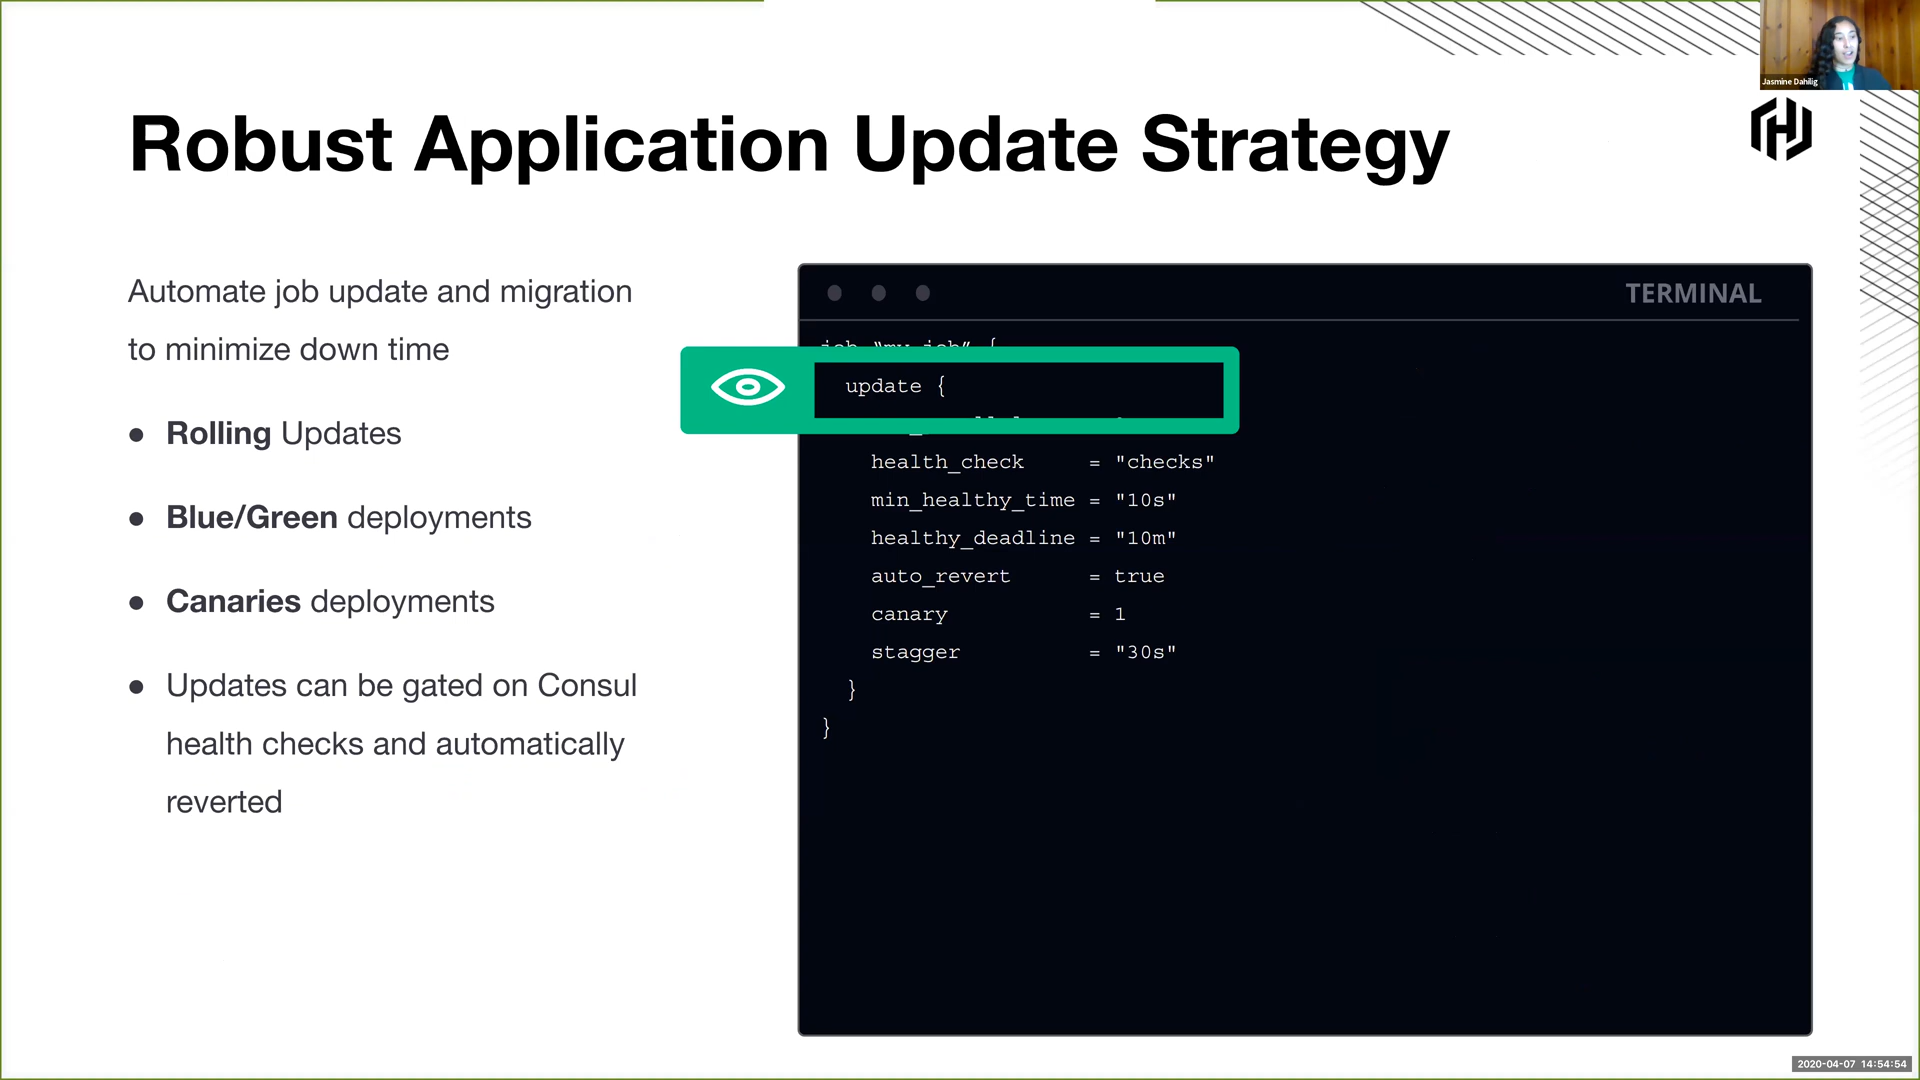 Jasmine Dahilig
Robust Application Update Strategy
Automate job update and migration
to minimize down time
● Rolling Updates
● Blue/Green deployments
● Canaries deployments
● Updates can be gated on Consul
health checks and automatically
reverted
TERMINAL
job "my_job" {
update {
health_check = "checks"
min_healthy_time = "10s"
healthy_deadline = "10m"
auto_revert = true
canary = 1
stagger = "30s"
}
}
2020-04-07 14:54:54